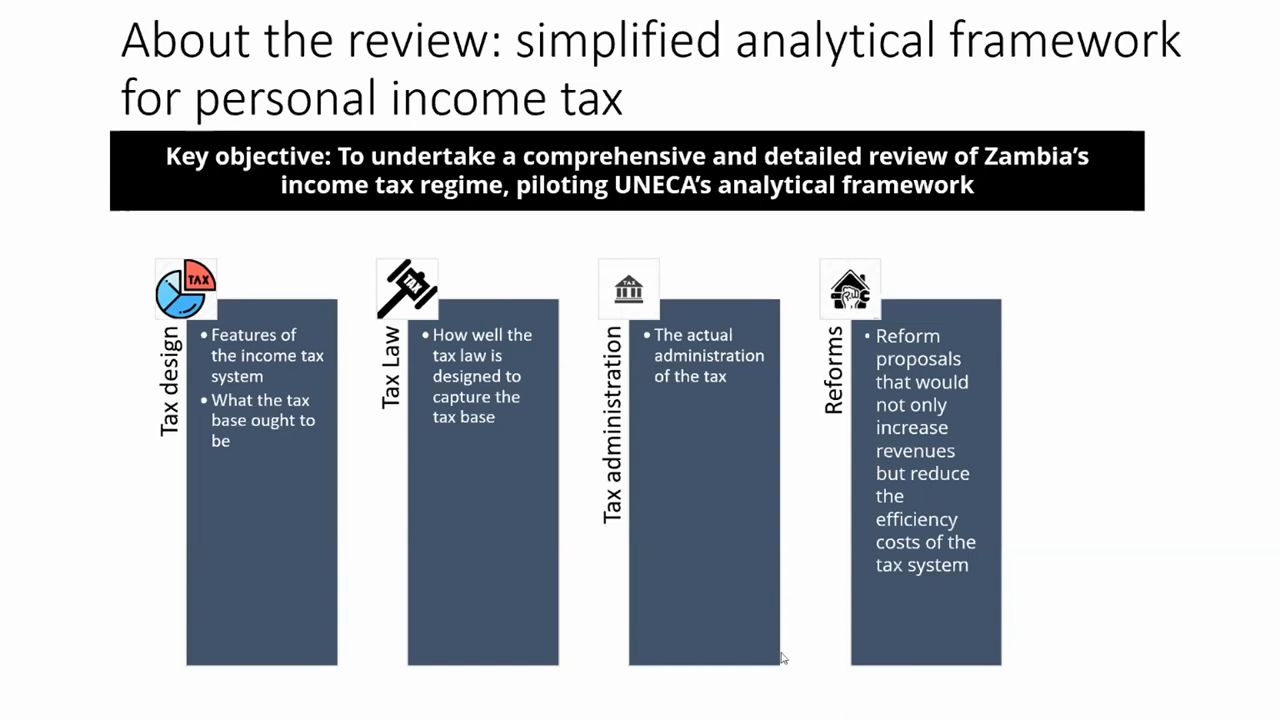 About the review: simplified analytical framework
for personal income tax
Key objective: To undertake a comprehensive and detailed review of Zambia's
income tax regime, piloting UNECA's analytical framework
TAX
Tax design
• Features of
the income tax
system
• What the tax
base ought to
be
TAX
Tax Law
• How well the
tax law is
designed to
capture the
tax base
TAX
Tax administration
• The actual
administration
of the tax
Reforms
• Reform
proposals
that would
not only
increase
revenues
but reduce
the
efficiency
costs of the
tax system